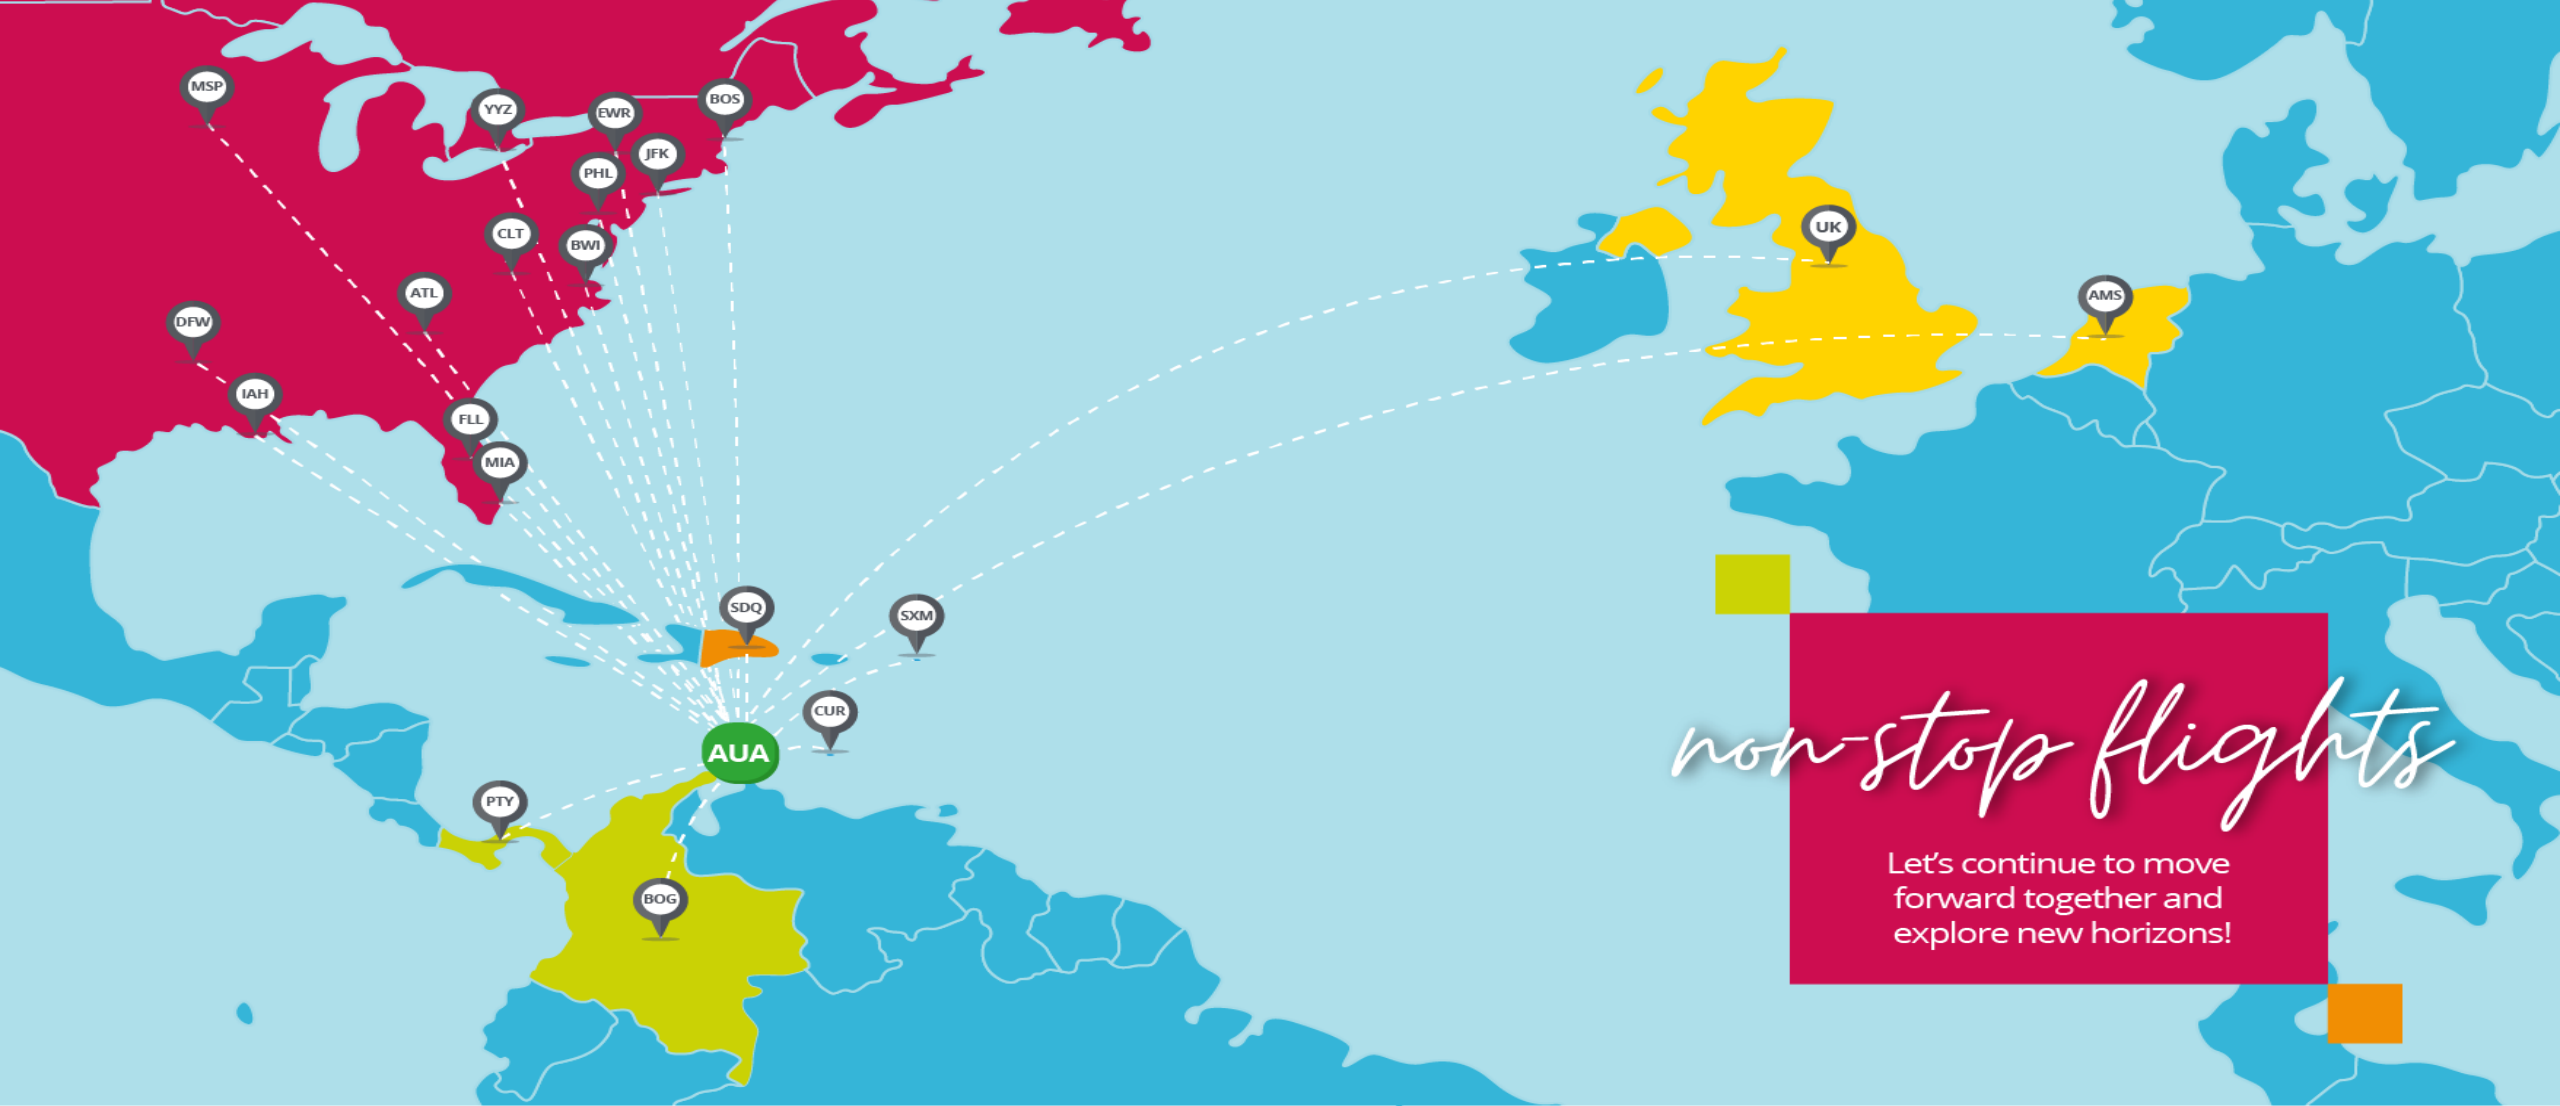 MSP
YYZ
EWR
BOS
JFK
PHL
CLT
BWI
UK
ATL
AMS
DFW
IAH
FLL
MIA
SDQ
SXM
CUR
AUA
PTY
BOG
non-stop flights
Let's continue to move
forward together and
explore new horizons!